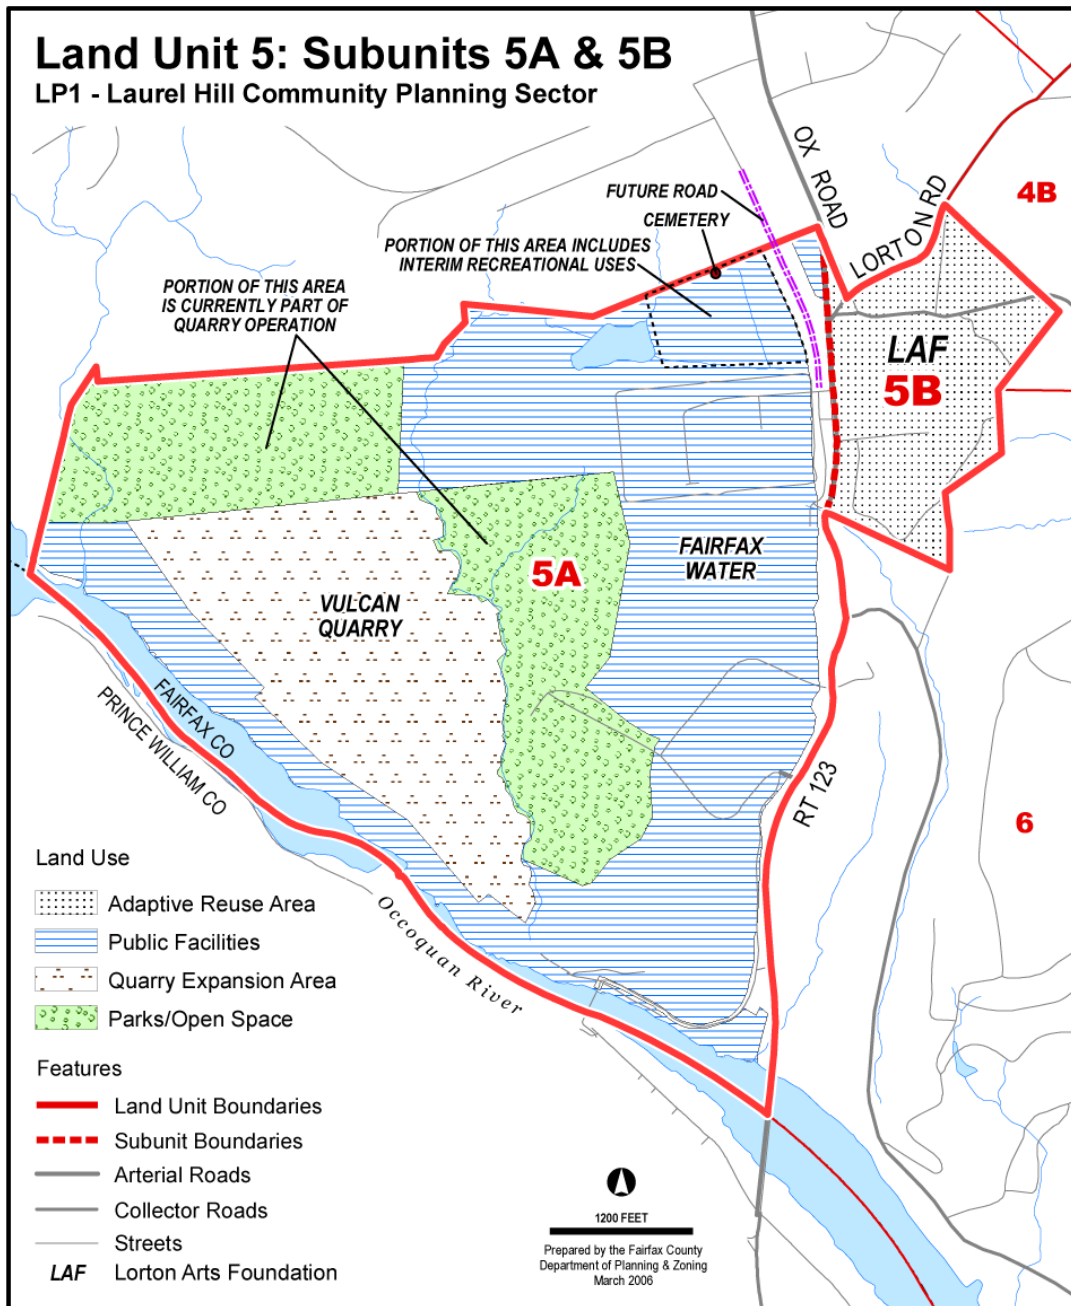 Land Unit 5: Subunits 5A & 5B
LP1 - Laurel Hill Community Planning Sector
OX ROAD
LORTON RD
4B
FUTURE ROAD
CEMETERY
PORTION OF THIS AREA INCLUDES
INTERIM RECREATIONAL USES
PORTION OF THIS AREA
IS CURRENTLY PART OF
QUARRY OPERATION
LAF
5B
5A
FAIRFAX
WATER
VULCAN
QUARRY
FAIRFAX CO
PRINCE WILLIAM CO
RT 123
6
Occoquan River
Land Use
Adaptive Reuse Area
Public Facilities
Quarry Expansion Area
Parks/Open Space
Features
Land Unit Boundaries
Subunit Boundaries
Arterial Roads
Collector Roads
Streets
LAF Lorton Arts Foundation
1200 FEET
Prepared by the Fairfax County
Department of Planning & Zoning
March 2006